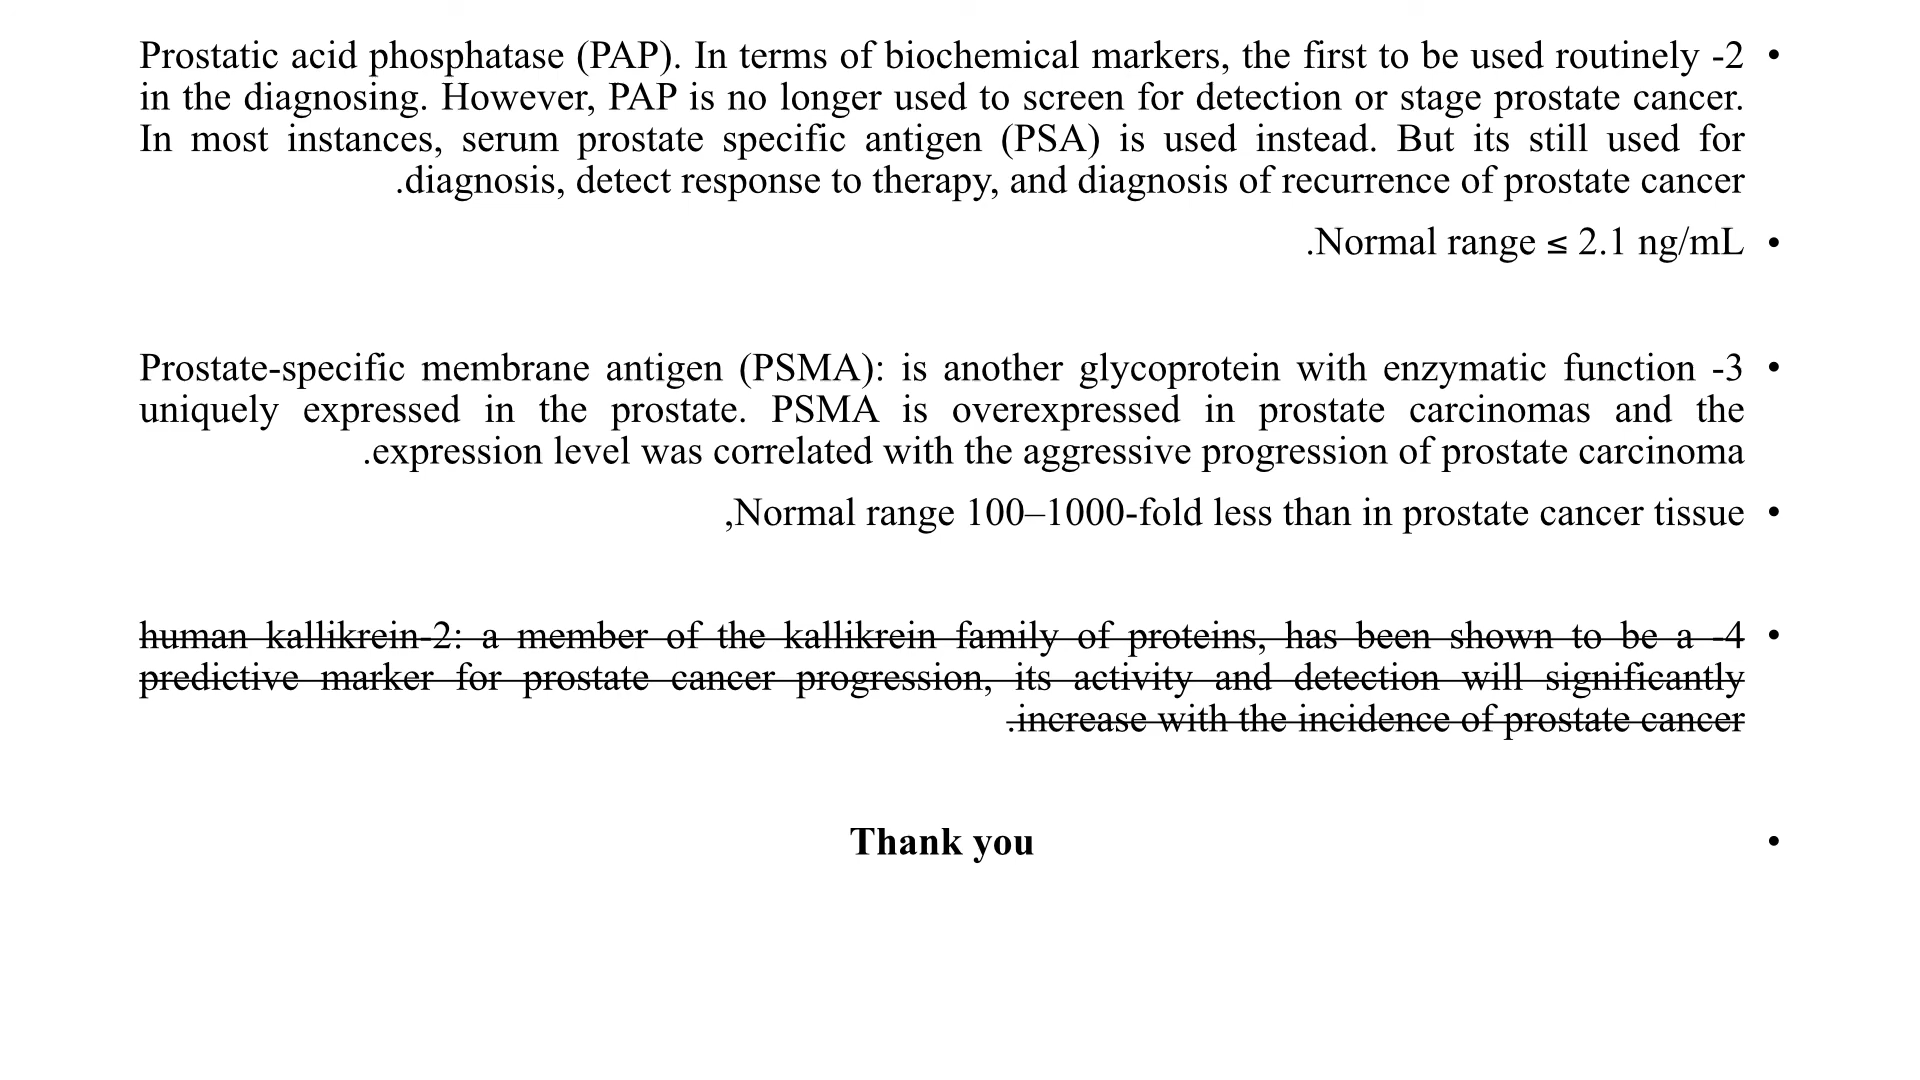 • 2- Prostatic acid phosphatase (PAP). In terms of biochemical markers, the first to be used routinely
in the diagnosing. However, PAP is no longer used to screen for detection or stage prostate cancer.
In most instances, serum prostate specific antigen (PSA) is used instead. But its still used for
diagnosis, detect response to therapy, and diagnosis of recurrence of prostate cancer.
• Normal range ≤ 2.1 ng/mL.
• 3- Prostate-specific membrane antigen (PSMA): is another glycoprotein with enzymatic function
uniquely expressed in the prostate. PSMA is overexpressed in prostate carcinomas and the
expression level was correlated with the aggressive progression of prostate carcinoma.
• Normal range 100–1000-fold less than in prostate cancer tissue,
• 4- human kallikrein-2: a member of the kallikrein family of proteins, has been shown to be a
predictive marker for prostate cancer progression, its activity and detection will significantly
increase with the incidence of prostate cancer.
• Thank you